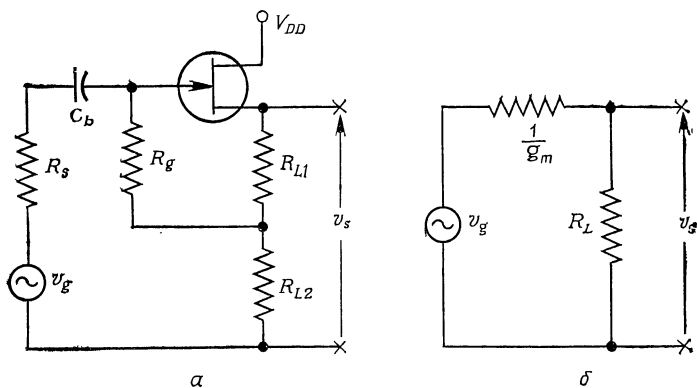 V_DD
C_b
R_s
R_g
R_L1
v_s
v_g
R_L2
а
1
g_m
v_g
R_L
v_s
б